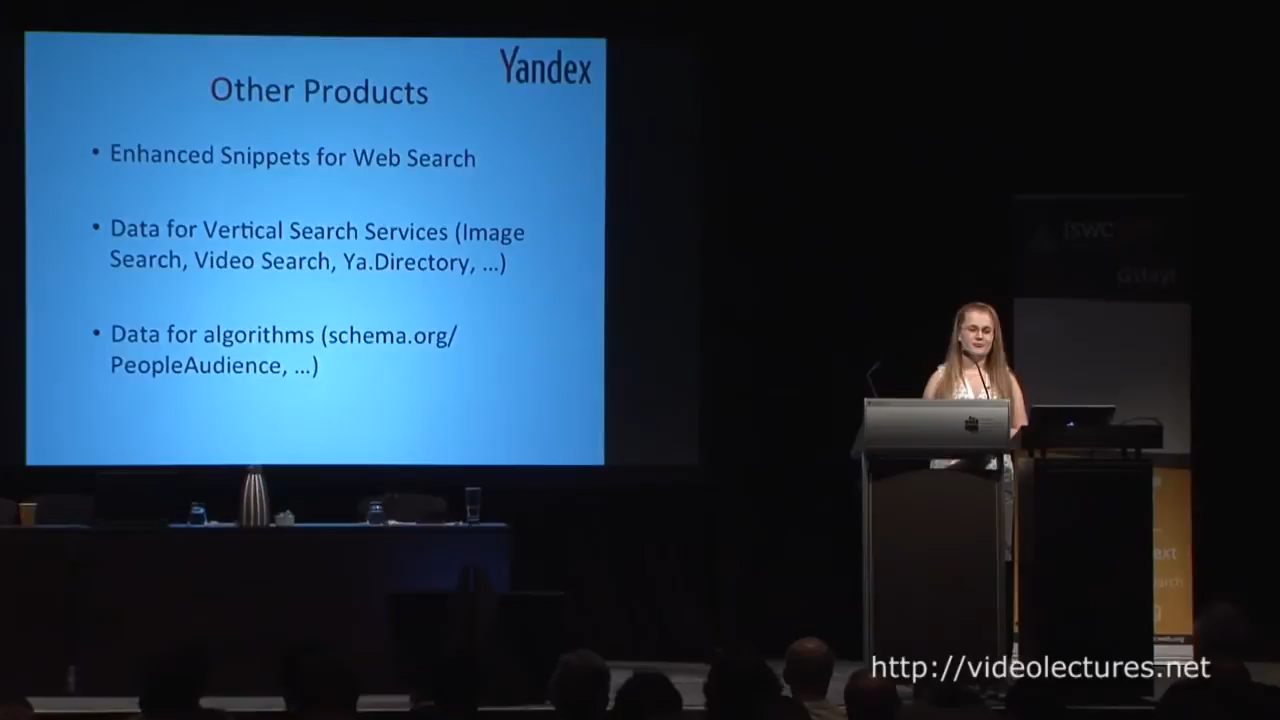 Yandex
Other Products
• Enhanced Snippets for Web Search
• Data for Vertical Search Services (Image
Search, Video Search, Ya.Directory, ...)
• Data for algorithms (schema.org/
PeopleAudience, ...)
ISWC
http://videolectures.net